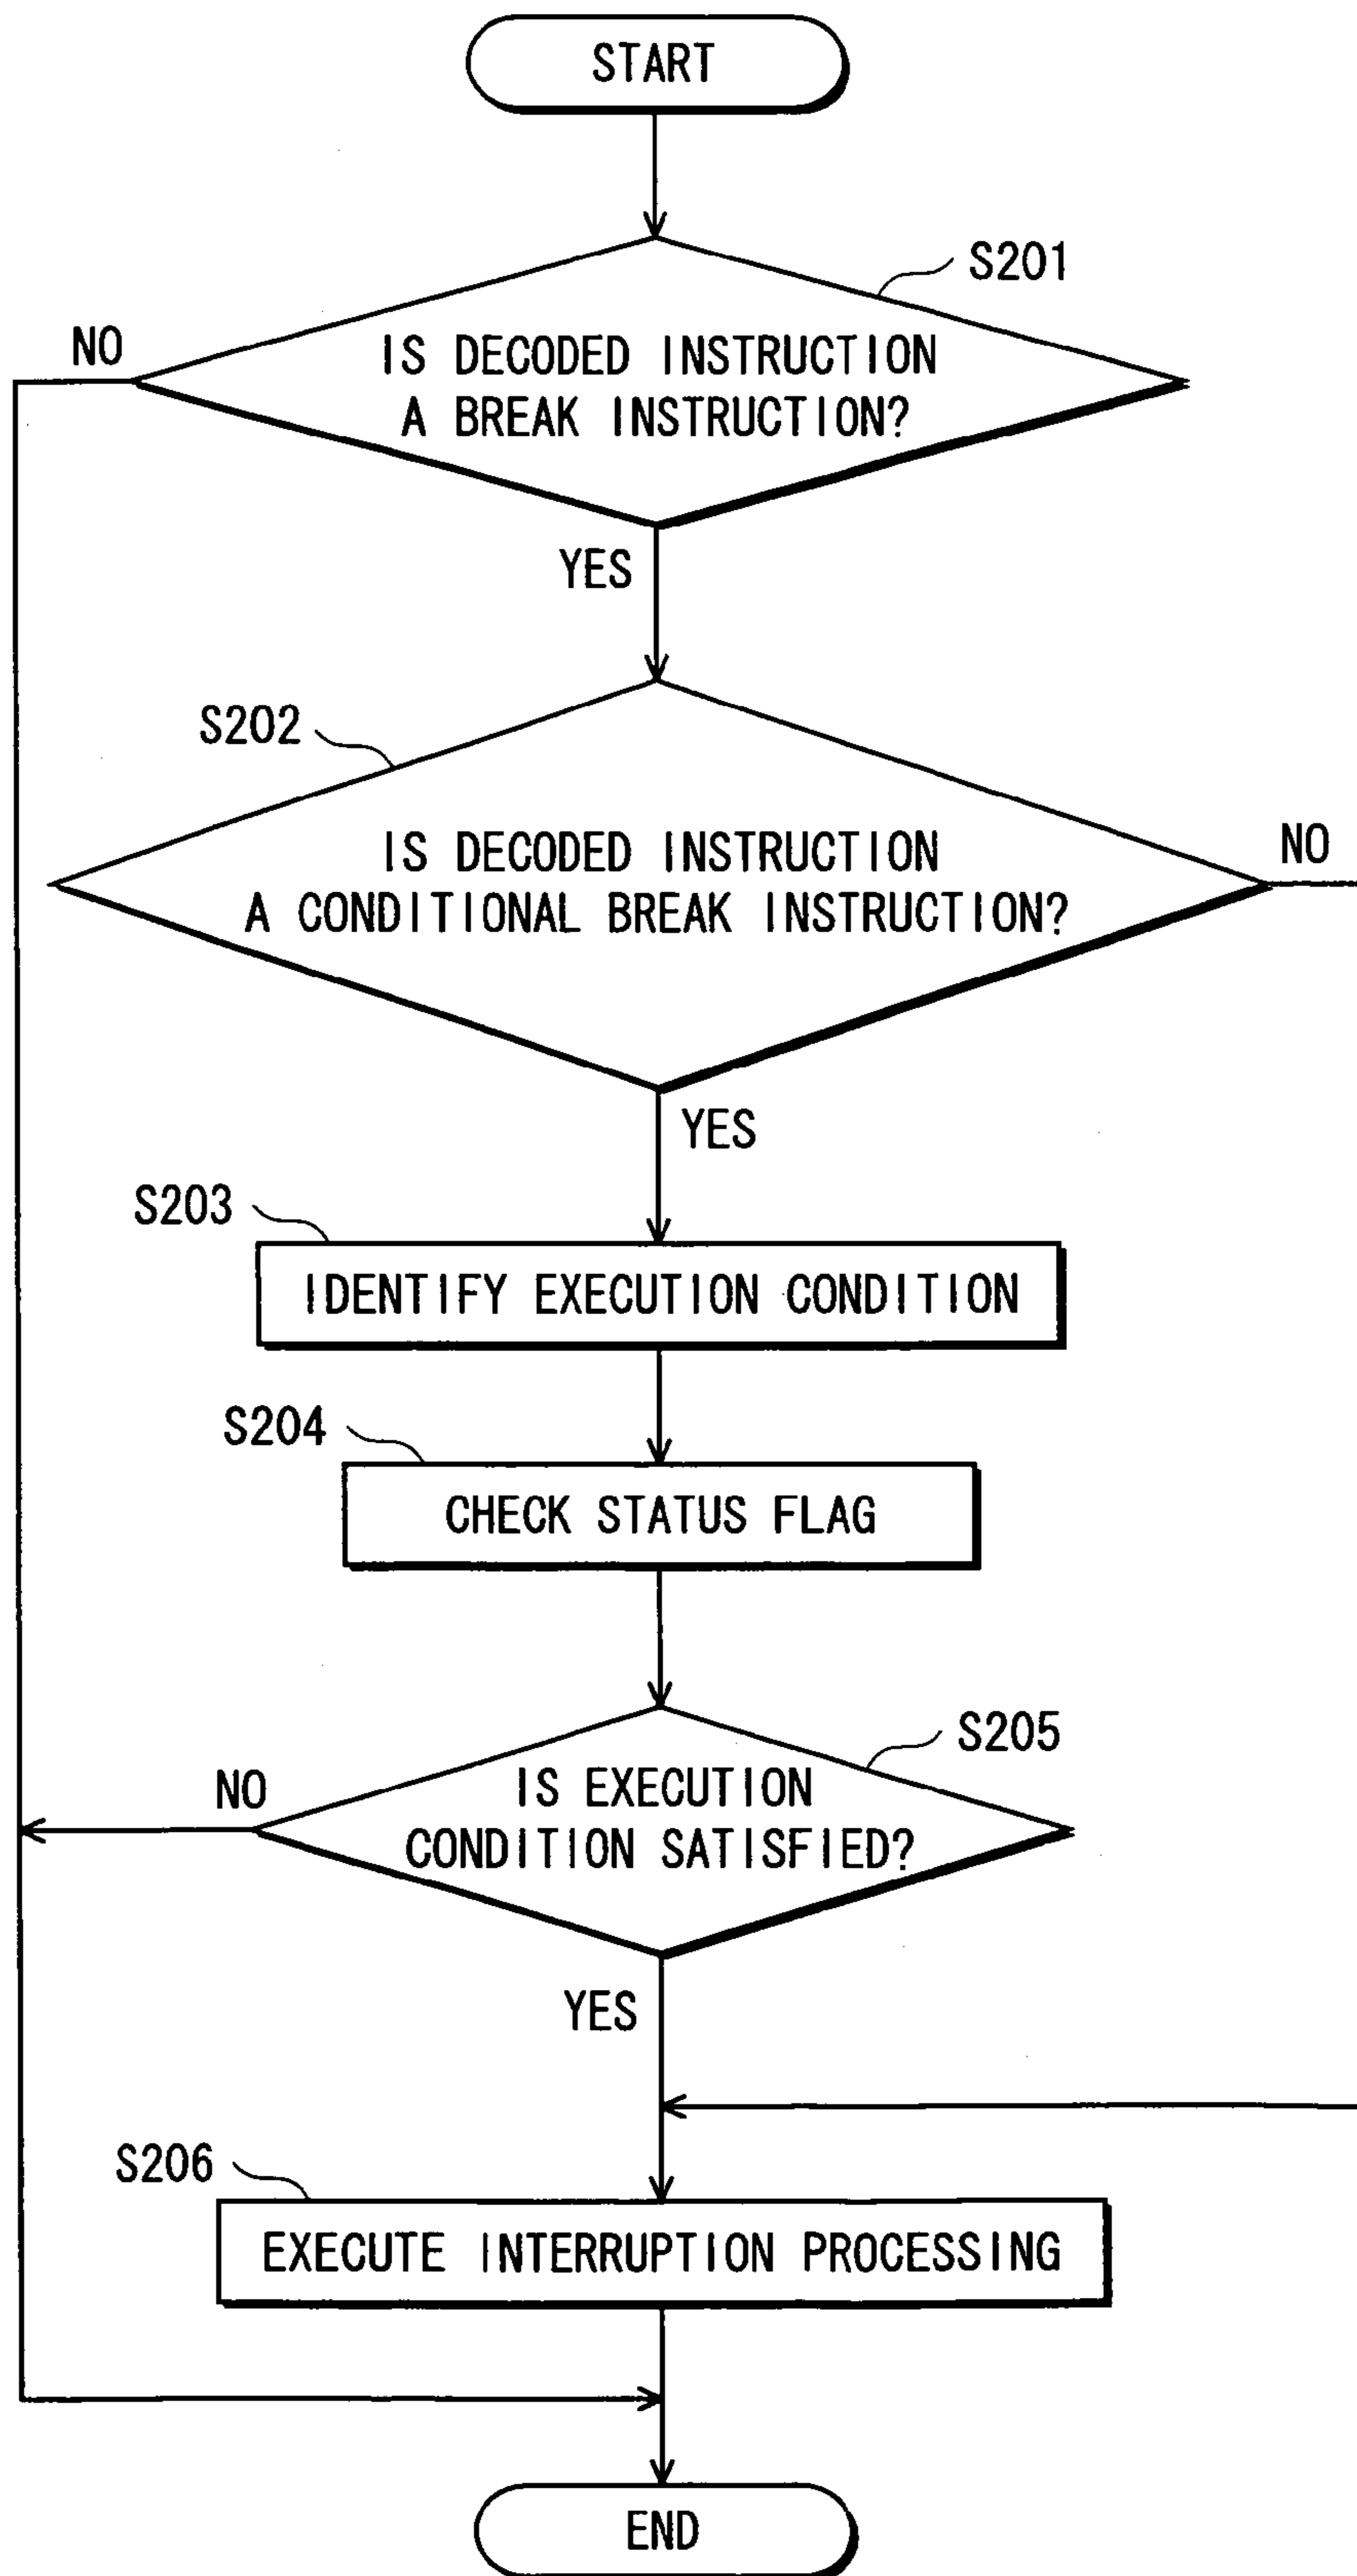 START
S201
NO
IS DECODED INSTRUCTION
A BREAK INSTRUCTION?
YES
S202
NO
IS DECODED INSTRUCTION
A CONDITIONAL BREAK INSTRUCTION?
YES
S203
IDENTIFY EXECUTION CONDITION
S204
CHECK STATUS FLAG
S205
NO
IS EXECUTION
CONDITION SATISFIED?
YES
S206
EXECUTE INTERRUPTION PROCESSING
END